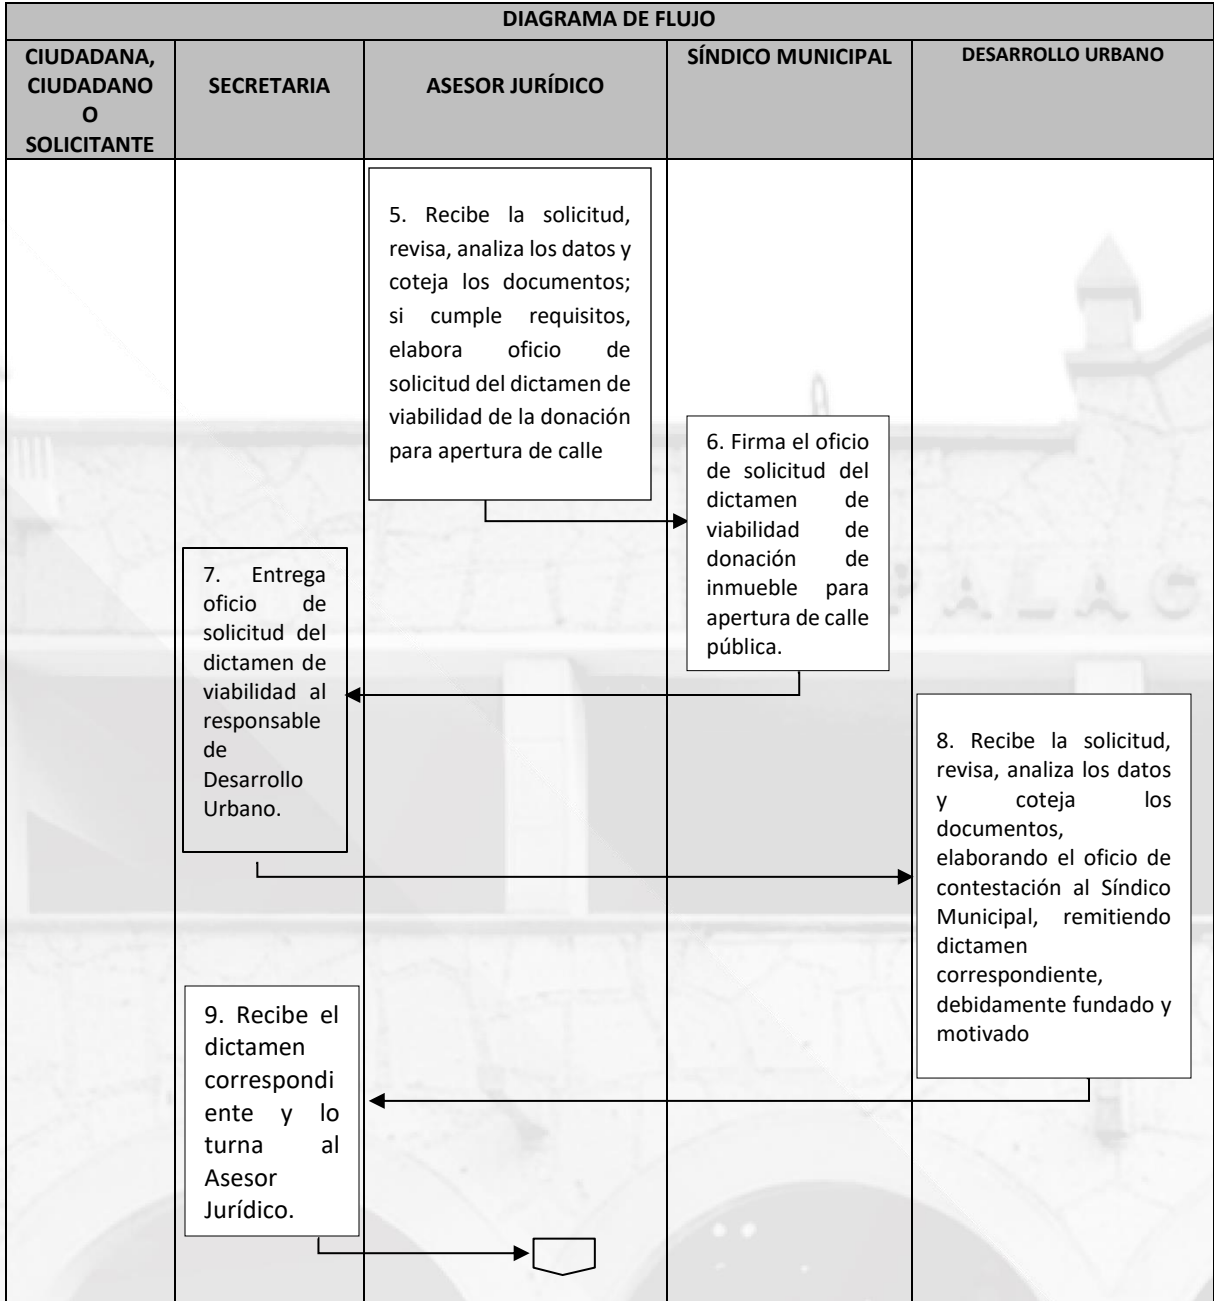 DIAGRAMA DE FLUJO
CIUDADANA,
CIUDADANO
O
SOLICITANTE
SECRETARIA
ASESOR JURÍDICO
SÍNDICO MUNICIPAL
DESARROLLO URBANO
5. Recibe la solicitud,
revisa, analiza los datos y
coteja los documentos;
si cumple requisitos,
elabora oficio de
solicitud del dictamen de
viabilidad de la donación
para apertura de calle
6. Firma el oficio
de solicitud del
dictamen de
viabilidad de
donación de
inmueble para
apertura de calle
pública.
7. Entrega
oficio de
solicitud del
dictamen de
viabilidad al
responsable
de
Desarrollo
Urbano.
8. Recibe la solicitud,
revisa, analiza los datos
y coteja los
documentos,
elaborando el oficio de
contestación al Síndico
Municipal, remitiendo
dictamen
correspondiente,
debidamente fundado y
motivado
9. Recibe el
dictamen
correspondi
ente y lo
turna al
Asesor
Jurídico.
PALAC